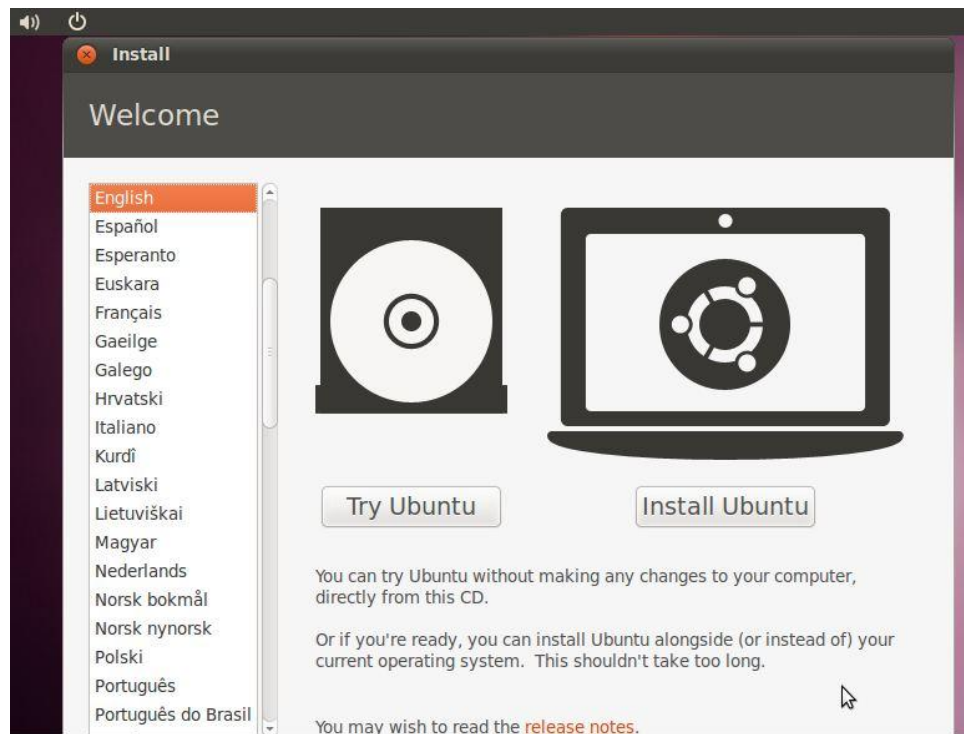 Install
Welcome
English
Español
Esperanto
Euskara
Français
Gaeilge
Galego
Hrvatski
Italiano
Kurdî
Latviski
Lietuviškai
Magyar
Nederlands
Norsk bokmål
Norsk nynorsk
Polski
Português
Português do Brasil
Try Ubuntu
Install Ubuntu
You can try Ubuntu without making any changes to your computer,
directly from this CD.
Or if you're ready, you can install Ubuntu alongside (or instead of) your
current operating system.  This shouldn't take too long.
You may wish to read the release notes.